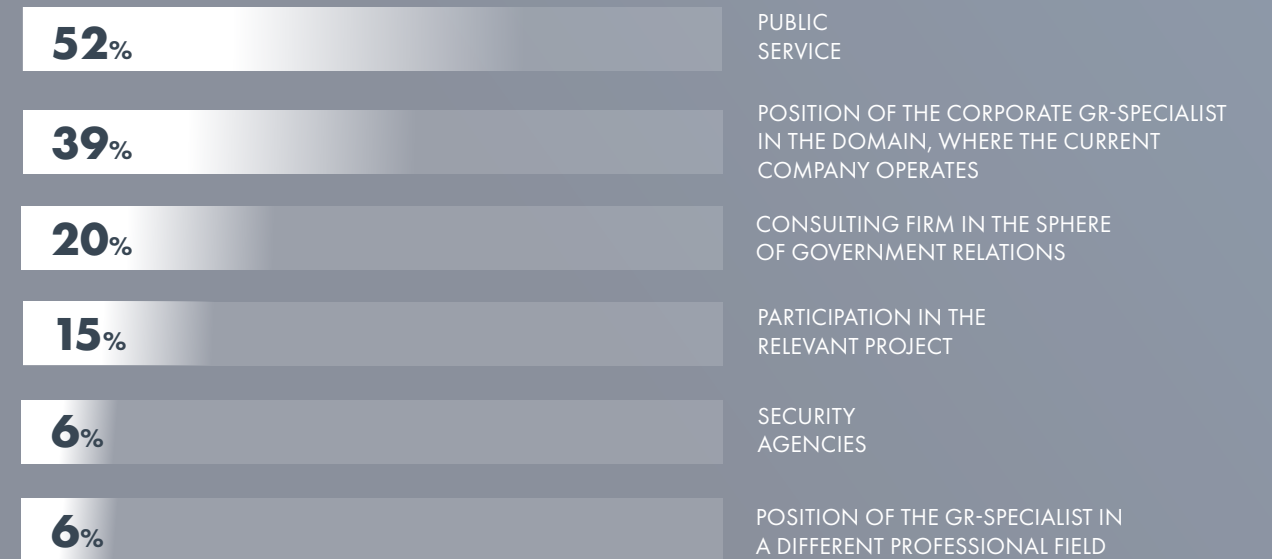 52%
PUBLIC
SERVICE
39%
POSITION OF THE CORPORATE GR-SPECIALIST
IN THE DOMAIN, WHERE THE CURRENT
COMPANY OPERATES
20%
CONSULTING FIRM IN THE SPHERE
OF GOVERNMENT RELATIONS
15%
PARTICIPATION IN THE
RELEVANT PROJECT
6%
SECURITY
AGENCIES
6%
POSITION OF THE GR-SPECIALIST IN
A DIFFERENT PROFESSIONAL FIELD